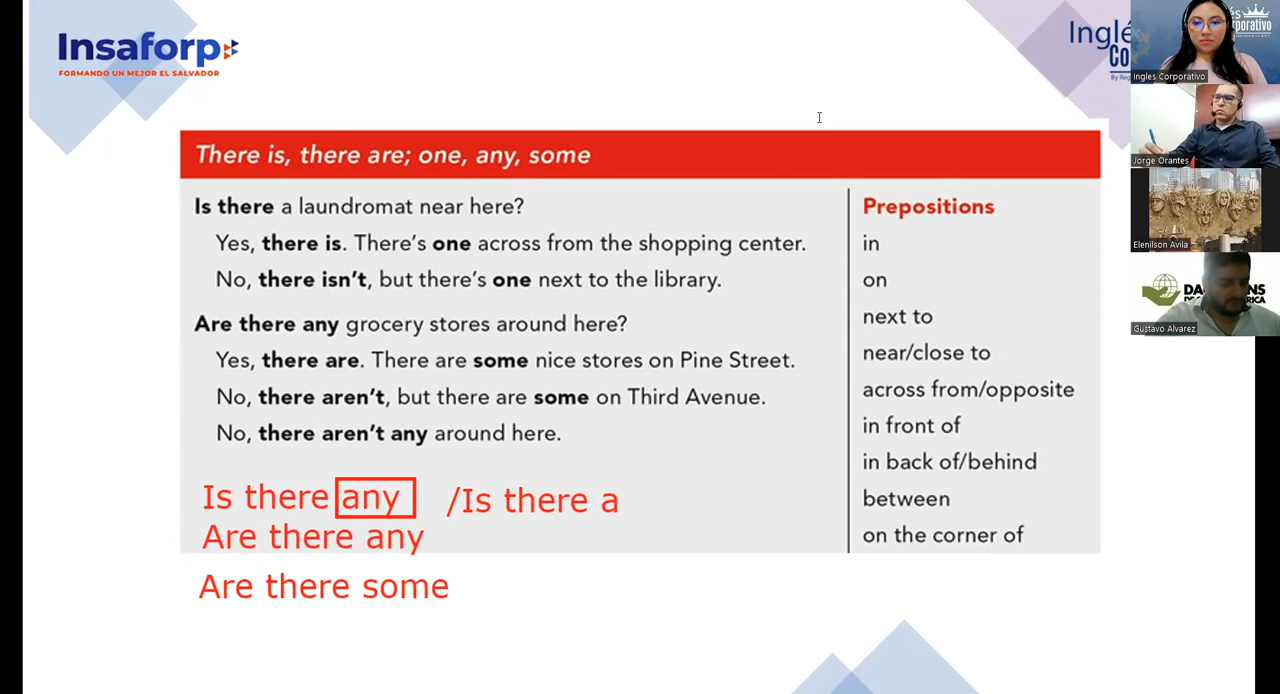 Insaforp
FORMANDO UN MEJOR EL SALVADOR
Inglé
Co
By Reg
There is, there are; one, any, some
Is there a laundromat near here?
Yes, there is. There's one across from the shopping center.
No, there isn't, but there's one next to the library.
Are there any grocery stores around here?
Yes, there are. There are some nice stores on Pine Street.
No, there aren't, but there are some on Third Avenue.
No, there aren't any around here.
Is there any /Is there a
Are there any
Are there some
Prepositions
in
on
next to
near/close to
across from/opposite
in front of
in back of/behind
between
on the corner of
Ingles Corporativo
Jorge Orantes
Enilson Avila
Gustavo Alvarez